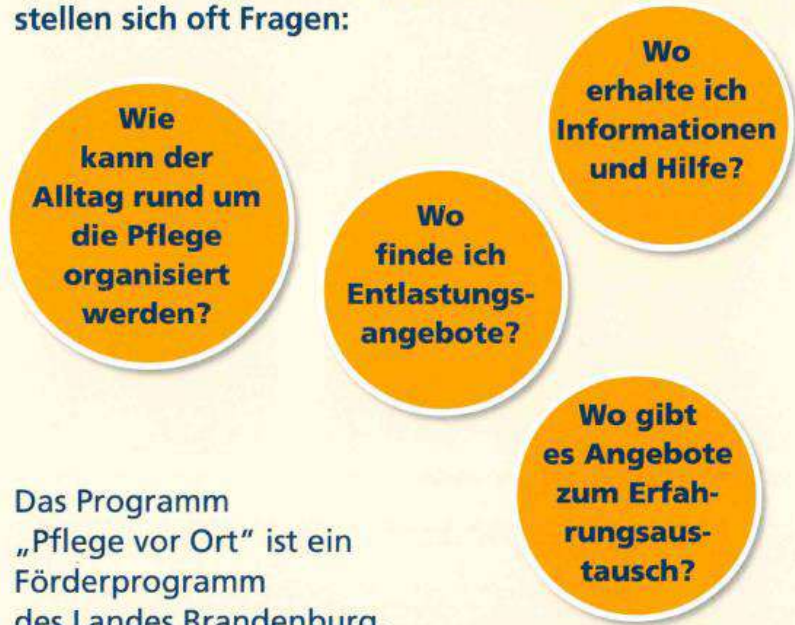 stellen sich oft Fragen:
Wie
kann der
Alltag rund um
die Pflege
organisiert
werden?
Wo
erhalte ich
Informationen
und Hilfe?
Wo
finde ich
Entlastungs-
angebote?
Wo gibt
es Angebote
zum Erfah-
rungsaus-
tausch?
Das Programm
„Pflege vor Ort“ ist ein
Förderprogramm
des Landes Brandenburg